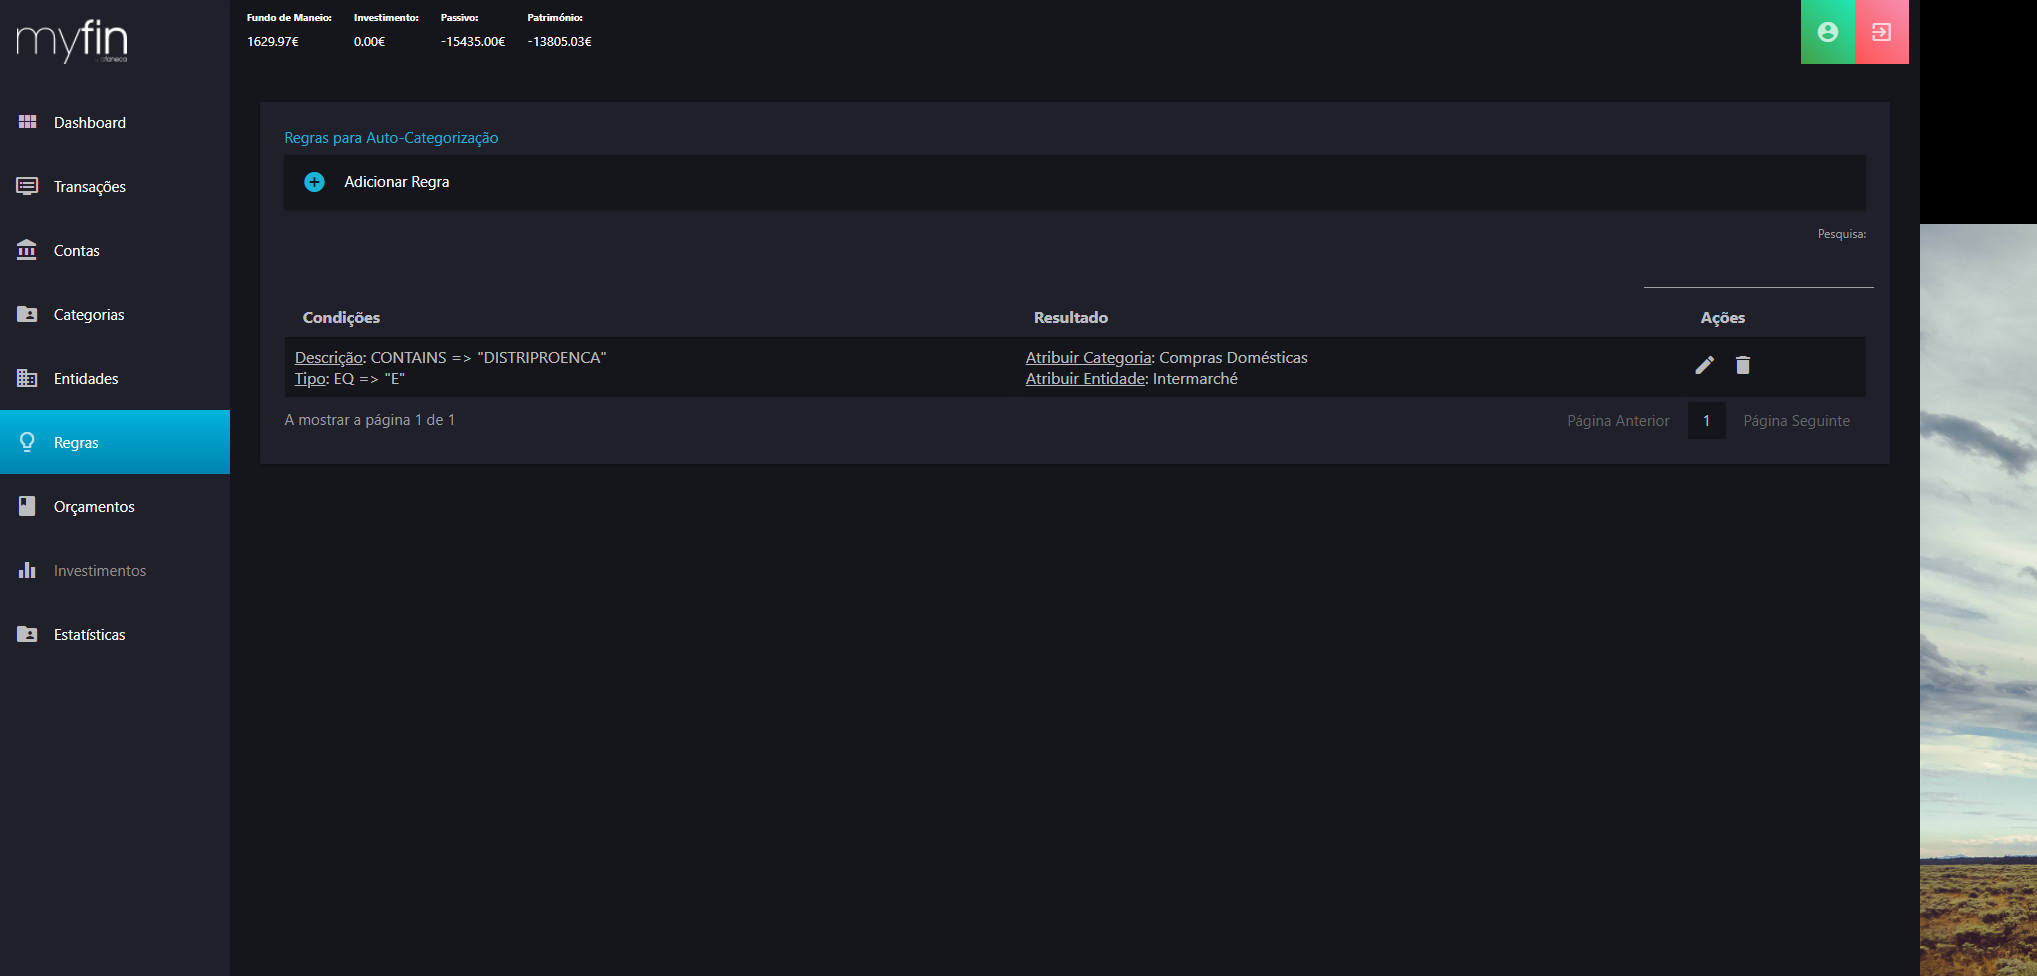 myfin
Fundo de Maneio:
1629.97€
Investimento:
0.00€
Passivo:
-15435.00€
Património:
-13805.03€
Dashboard
Transações
Contas
Categorias
Entidades
Regras
Orçamentos
Investimentos
Estatísticas
Regras para Auto-Categorização
Adicionar Regra
Pesquisa:
Condições Resultado Ações
Descrição: CONTAINS => "DISTRIPROENCA"
Tipo: EQ => "E"
Atribuir Categoria: Compras Domésticas
Atribuir Entidade: Intermarché
A mostrar a página 1 de 1
Página Anterior 1 Página Seguinte